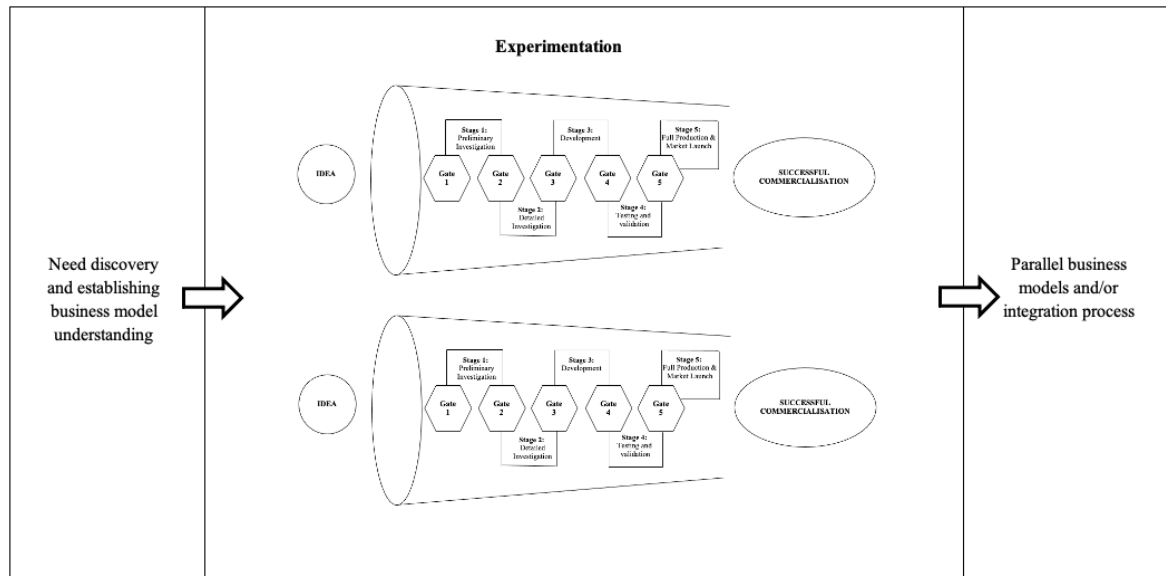 Experimentation
Need discovery
and establishing
business model
understanding
IDEA
Stage 1:
Preliminary
Investigation
Stage 3:
Development
Stage 5:
Full Production &
Market Launch
Gate
1
Gate
2
Gate
3
Gate
4
Gate
5
Stage 2:
Detailed
Investigation
Stage 4:
Testing and
validation
SUCCESSFUL
COMMERCIALISATION
IDEA
Stage 1:
Preliminary
Investigation
Stage 3:
Development
Stage 5:
Full Production &
Market Launch
Gate
1
Gate
2
Gate
3
Gate
4
Gate
5
Stage 2:
Detailed
Investigation
Stage 4:
Testing and
validation
SUCCESSFUL
COMMERCIALISATION
Parallel business
models and/or
integration process